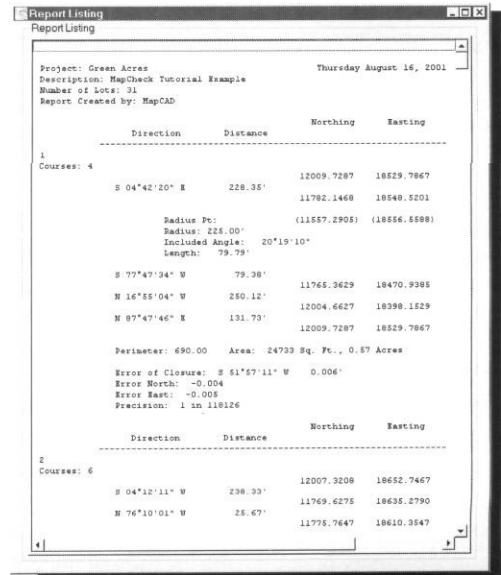 Report Listing
Report Listing
Project: Green Acres Thursday August 16, 2001
Description: MapCheck Tutorial Example
Number of Lots: 31
Report Created by: MapCAD
Northing Easting
Direction Distance
1
Courses: 4
12009.7287 18529.7867
S 04°42'20" E 228.35'
11782.1468 18548.5201
Radius Pt: (11557.2905) (18556.5588)
Radius: 225.00'
Included Angle: 20°19'10"
Length: 79.79'
S 77°47'34" W 79.38'
11765.3629 18470.9385
N 16°55'04" W 250.12'
12004.6627 18398.1529
N 87°47'46" E 131.73'
12009.7287 18529.7867
Perimeter: 690.00 Area: 24733 Sq. Ft., 0.57 Acres
Error of Closure: S 51°57'11" W 0.006'
Error North: -0.004
Error East: -0.005
Precision: 1 in 118126
Northing Easting
Direction Distance
2
Courses: 6
12007.3208 18652.7467
S 04°12'11" W 238.33'
11769.6275 18635.2790
N 76°10'01" W 25.67'
11775.7647 18610.3547